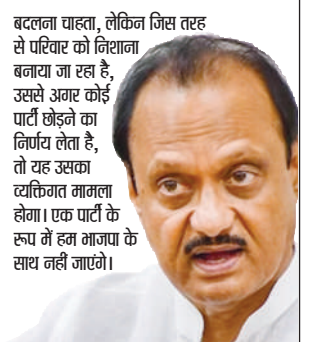 बदलना चाहता, लेकिन जिस तरह
से परिवार को निशाना
बनाया जा रहा है,
उससे अगर कोई
पार्टी छोड़ने का
निर्णय लेता है,
तो यह उसका
व्यक्तिगत मामला
होगा। एक पार्टी के
रूप में हम भाजपा के
साथ नहीं जाएंगे।